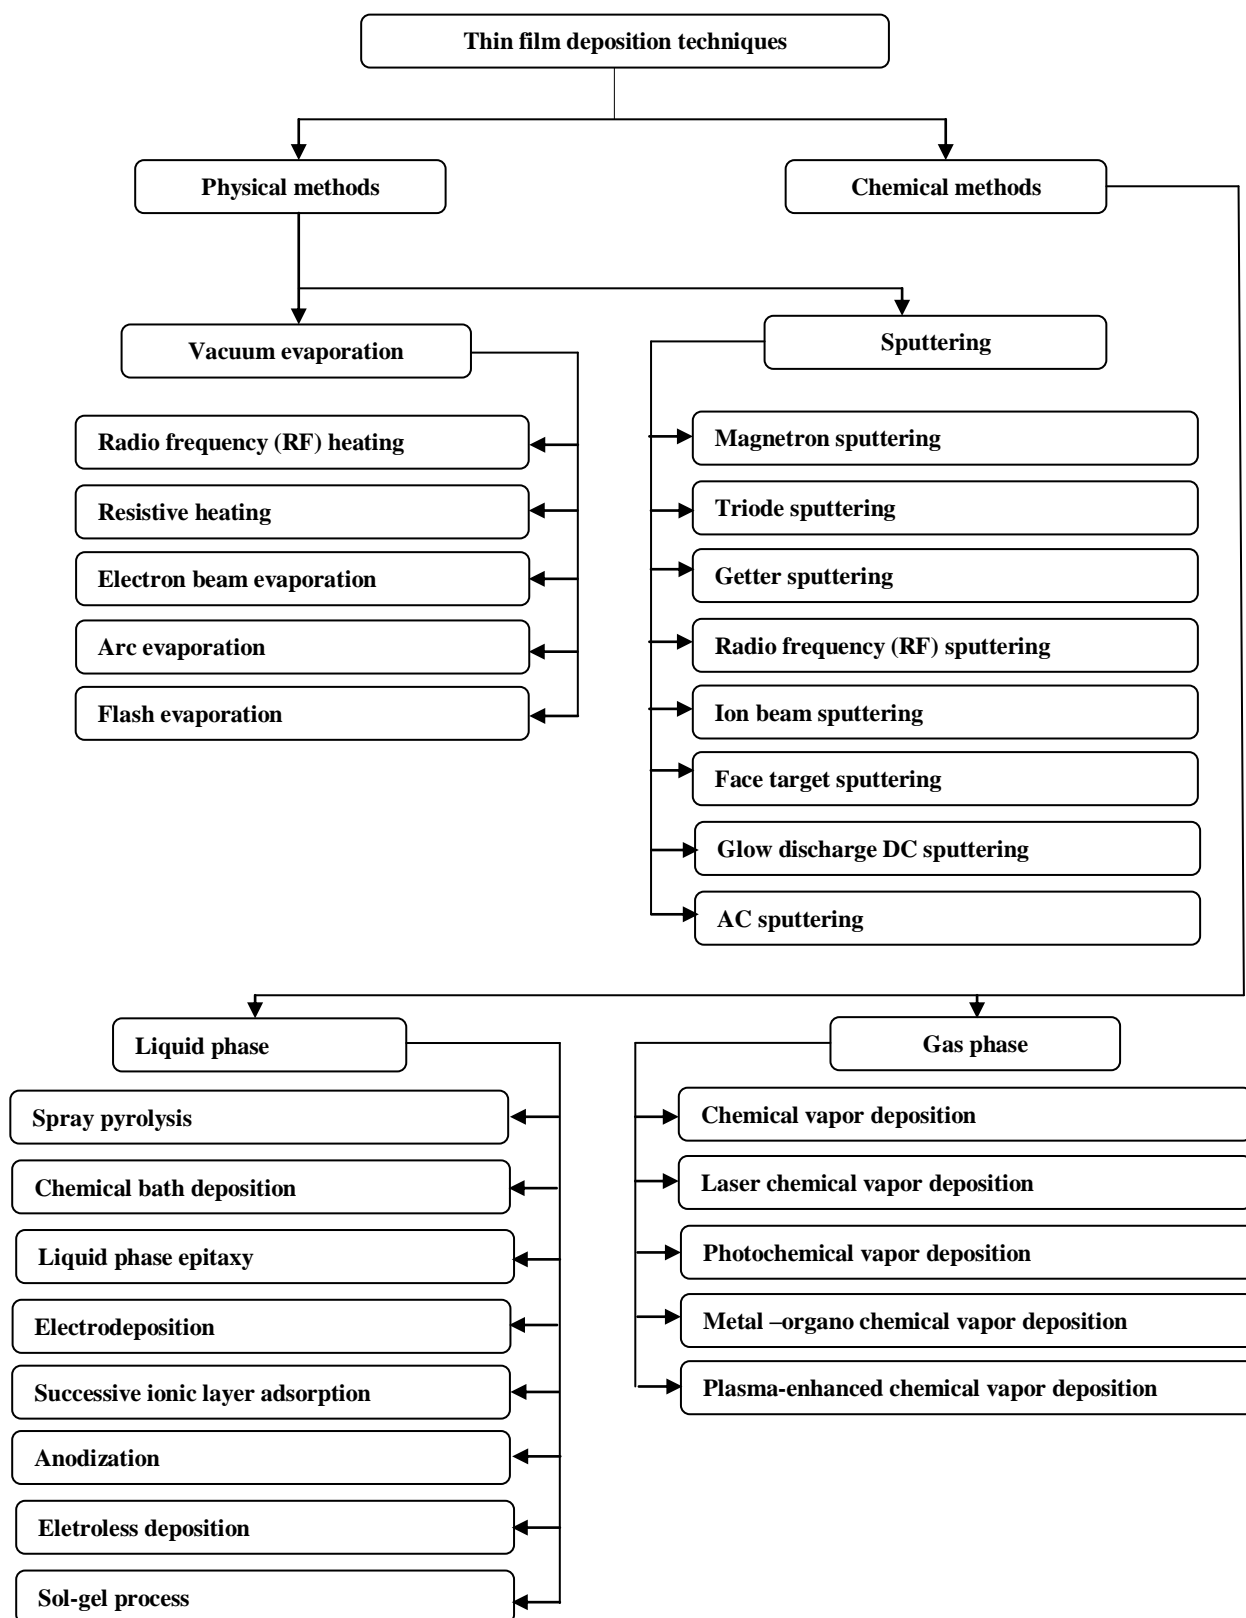 Thin film deposition techniques
Physical methods
Chemical methods
Vacuum evaporation
Sputtering
Radio frequency (RF) heating
Resistive heating
Electron beam evaporation
Arc evaporation
Flash evaporation
Magnetron sputtering
Triode sputtering
Getter sputtering
Radio frequency (RF) sputtering
Ion beam sputtering
Face target sputtering
Glow discharge DC sputtering
AC sputtering
Liquid phase
Gas phase
Spray pyrolysis
Chemical bath deposition
Liquid phase epitaxy
Electrodeposition
Successive ionic layer adsorption
Anodization
Eletroless deposition
Sol-gel process
Chemical vapor deposition
Laser chemical vapor deposition
Photochemical vapor deposition
Metal –organo chemical vapor deposition
Plasma-enhanced chemical vapor deposition